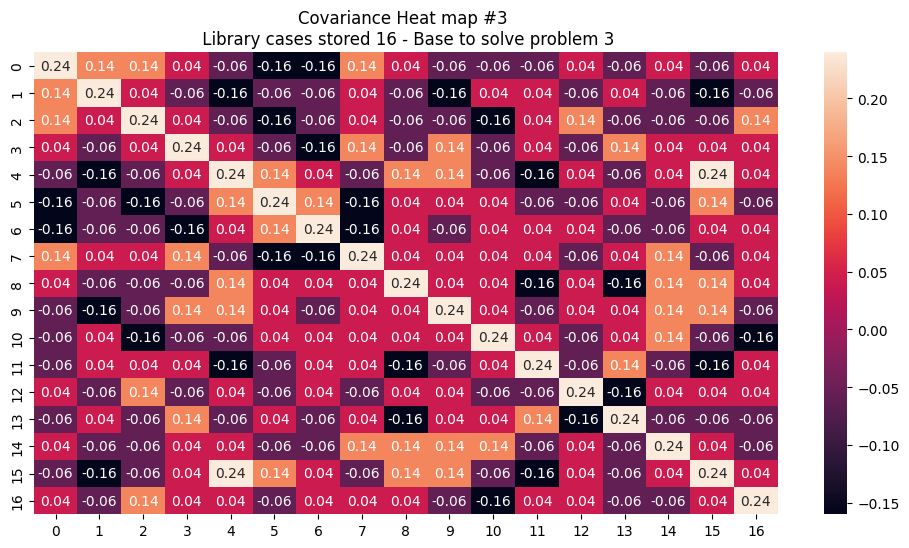 Covariance Heat map #3
Library cases stored 16 - Base to solve problem 3
0 0.24 0.14 0.14 0.04 -0.06 -0.16 -0.16 0.14 0.04 -0.06 -0.06 -0.06 0.04 -0.06 0.04 -0.06 0.04
1 0.14 0.24 0.04 -0.06 -0.16 -0.06 -0.06 0.04 -0.06 -0.16 0.04 0.04 -0.06 0.04 -0.06 -0.16 -0.06
2 0.14 0.04 0.24 0.04 -0.06 -0.16 -0.06 0.04 -0.06 -0.06 -0.16 0.04 0.14 -0.06 -0.06 -0.06 0.14
3 0.04 -0.06 0.04 0.24 0.04 -0.06 -0.16 0.14 -0.06 0.14 -0.06 0.04 -0.06 0.14 0.04 0.04 0.04
4 -0.06 -0.16 -0.06 0.04 0.24 0.14 0.04 -0.06 0.14 0.14 -0.06 -0.16 0.04 -0.06 0.04 0.24 0.04
5 -0.16 -0.06 -0.16 -0.06 0.14 0.24 0.14 -0.16 0.04 0.04 0.04 -0.06 -0.06 0.04 -0.06 0.14 -0.06
6 -0.16 -0.06 -0.06 -0.16 0.04 0.14 0.24 -0.16 0.04 -0.06 0.04 0.04 0.04 -0.06 -0.06 0.04 0.04
7 0.14 0.04 0.04 0.14 -0.06 -0.16 -0.16 0.24 0.04 0.04 0.04 0.04 -0.06 0.04 0.14 -0.06 0.04
8 0.04 -0.06 -0.06 -0.06 0.14 0.04 0.04 0.04 0.24 0.04 0.04 -0.16 0.04 -0.16 0.14 0.14 0.04
9 -0.06 -0.16 -0.06 0.14 0.14 0.04 -0.06 0.04 0.04 0.24 0.04 -0.06 0.04 0.04 0.14 0.14 -0.06
10 -0.06 0.04 -0.16 -0.06 -0.06 0.04 0.04 0.04 0.04 0.04 0.24 0.04 -0.06 0.04 0.14 -0.06 -0.16
11 -0.06 0.04 0.04 0.04 -0.16 -0.06 0.04 0.04 -0.16 -0.06 0.04 0.24 -0.06 0.14 -0.06 -0.16 0.04
12 0.04 -0.06 0.14 -0.06 0.04 -0.06 0.04 -0.06 0.04 0.04 -0.06 -0.06 0.24 -0.16 0.04 0.04 0.04
13 -0.06 0.04 -0.06 0.14 -0.06 0.04 -0.06 0.04 -0.16 0.04 0.04 0.14 -0.16 0.24 -0.06 -0.06 -0.06
14 0.04 -0.06 -0.06 0.04 0.04 -0.06 -0.06 0.14 0.14 0.14 0.14 -0.06 0.04 -0.06 0.24 0.04 -0.06
15 -0.06 -0.16 -0.06 0.04 0.24 0.14 0.04 -0.06 0.14 0.14 -0.06 -0.16 0.04 -0.06 0.04 0.24 0.04
16 0.04 -0.06 0.14 0.04 0.04 -0.06 0.04 0.04 0.04 -0.06 -0.16 0.04 0.04 -0.06 -0.06 0.04 0.24
0 1 2 3 4 5 6 7 8 9 10 11 12 13 14 15 16
0.20
0.15
0.10
0.05
0.00
−0.05
−0.10
−0.15